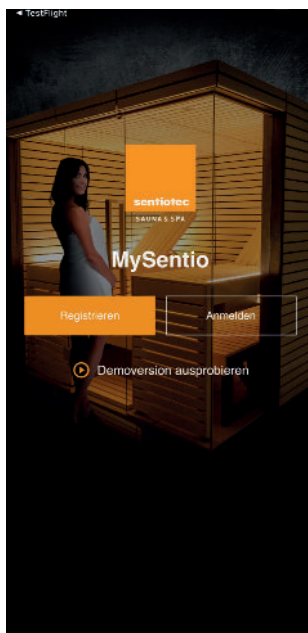 ◄ TestFlight
sentiotec
SAUNA & SPA
MySentio
Registrieren
Anmelden
Demoversion ausprobieren